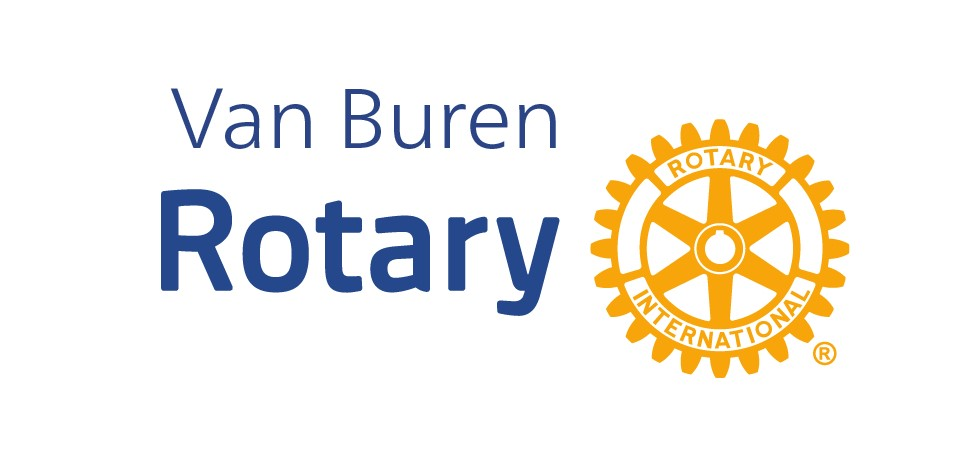 Van Buren
Rotary
ROTARY
INTERNATIONAL
®